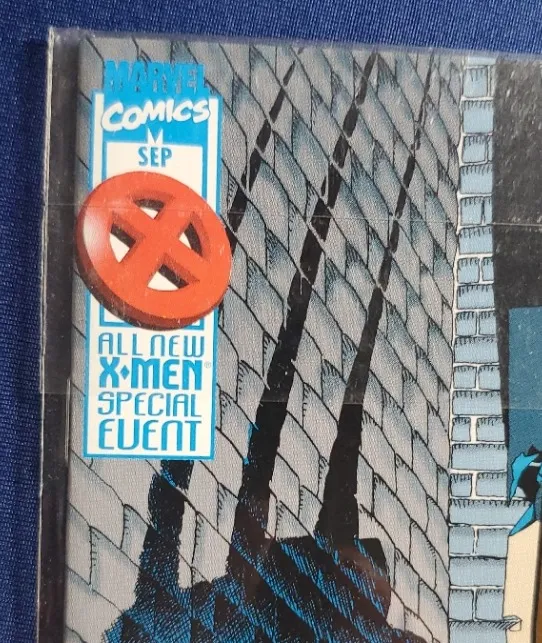 MARVEL
COMICS
SEP
ALL NEW
X•MEN®
SPECIAL
EVENT